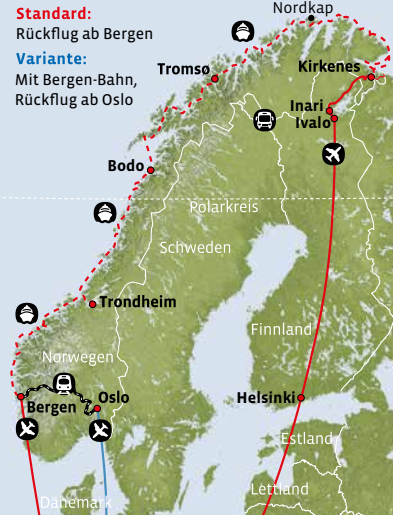 Standard:
Rückflug ab Bergen
Variante:
Mit Bergen-Bahn,
Rückflug ab Oslo
Nordkap
Tromsø
Kirkenes
Inari
Ivalo
Bodo
Polarkreis
Schweden
Trondheim
Finnland
Norwegen
Oslo
Bergen
Helsinki
Estland
Lettland
Dänemark